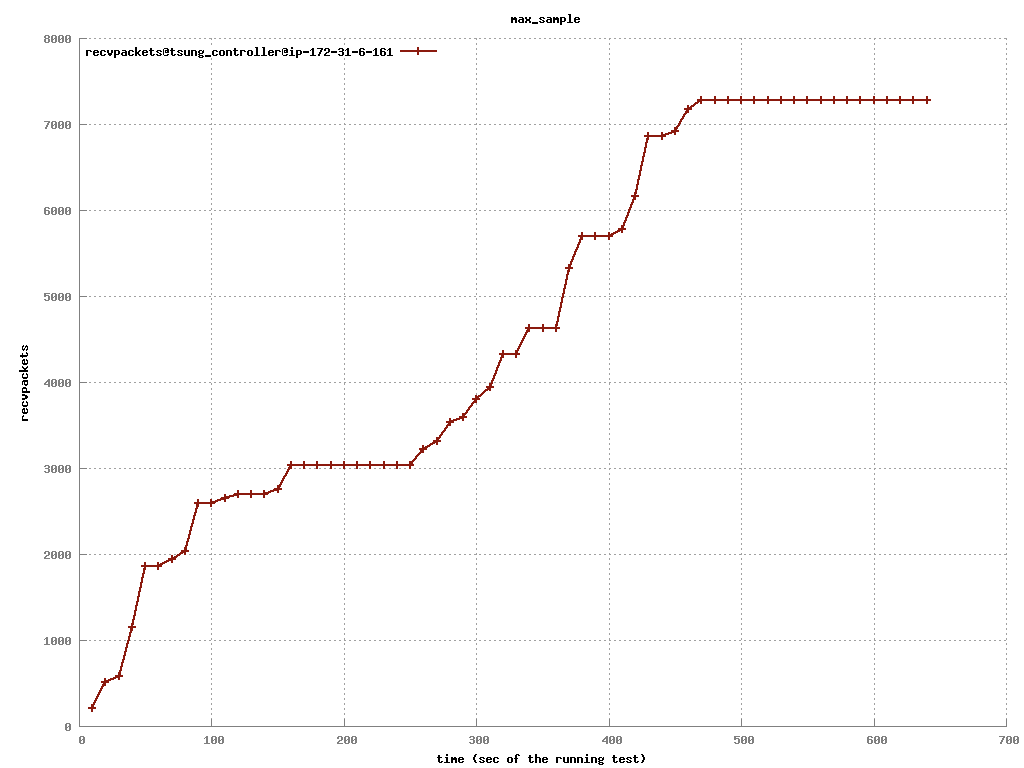 max_sample
recvpackets@tsung_controller@ip-172-31-6-161
8000
7000
6000
5000
4000
3000
2000
1000
0
recvpackets
0 100 200 300 400 500 600 700
time (sec of the running test)